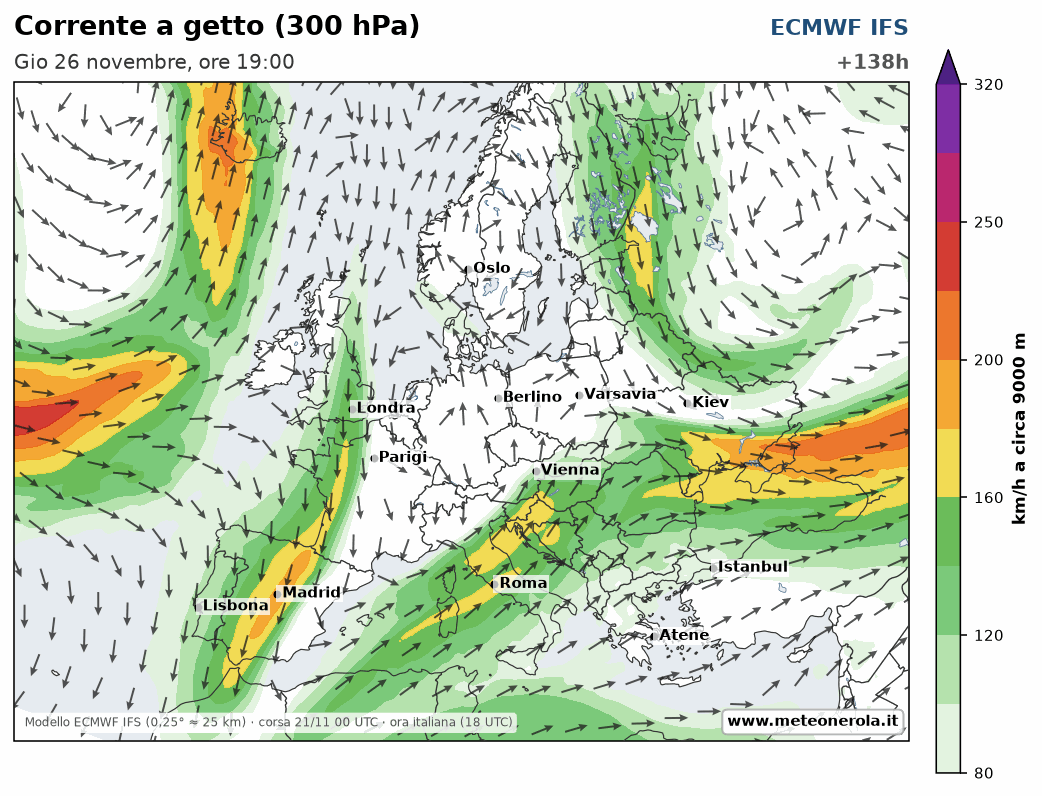 Corrente a getto (300 hPa)
ECMWF IFS
Gio 26 novembre, ore 19:00
+138h
320
250
200
160
120
80
km/h a circa 9000 m
Oslo
Londra
Berlino
Varsavia
Kiev
Parigi
Vienna
Istanbul
Roma
Madrid
Lisbona
Atene
Modello ECMWF IFS (0,25° ≈ 25 km) · corsa 21/11 00 UTC · ora italiana (18 UTC)
www.meteonerola.it